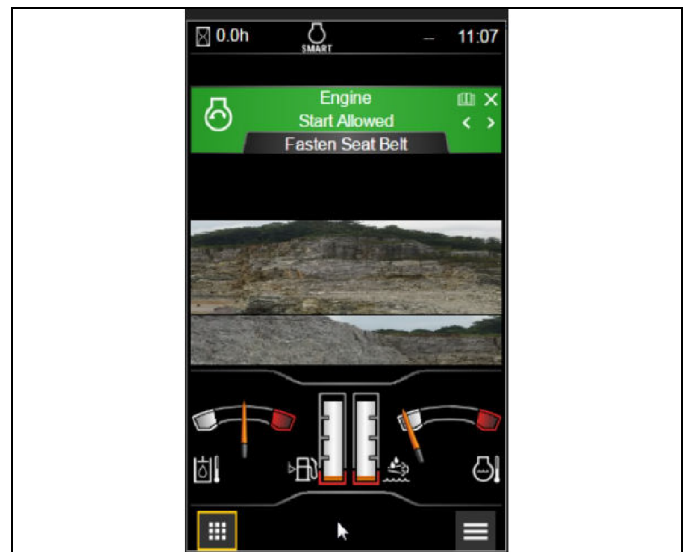 0.0h
SMART
11:07
Engine
Start Allowed
Fasten Seat Belt